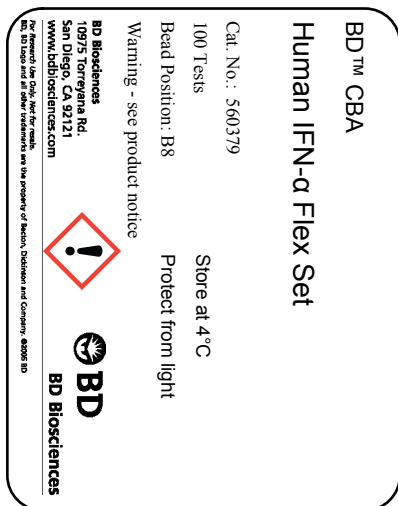 BD™ CBA
Human IFN-α Flex Set
Cat. No.: 560379
100 Tests
Store at 4°C
Bead Position: B8
Protect from light
Warning - see product notice
BD Biosciences
10975 Torreyana Rd.
San Diego, CA 92121
www.bdbiosciences.com
BD
BD Biosciences
For Research Use Only. Not for resale.
BD, BD Logo and all other trademarks are the property of Becton, Dickinson and Company. ©2005 BD